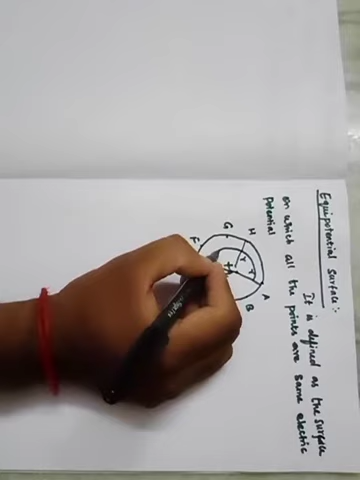 Equipotential Surface :-
It is defined as the surface
on which all the points are same electric
potential
A
B
H
G
F
r
r
+q